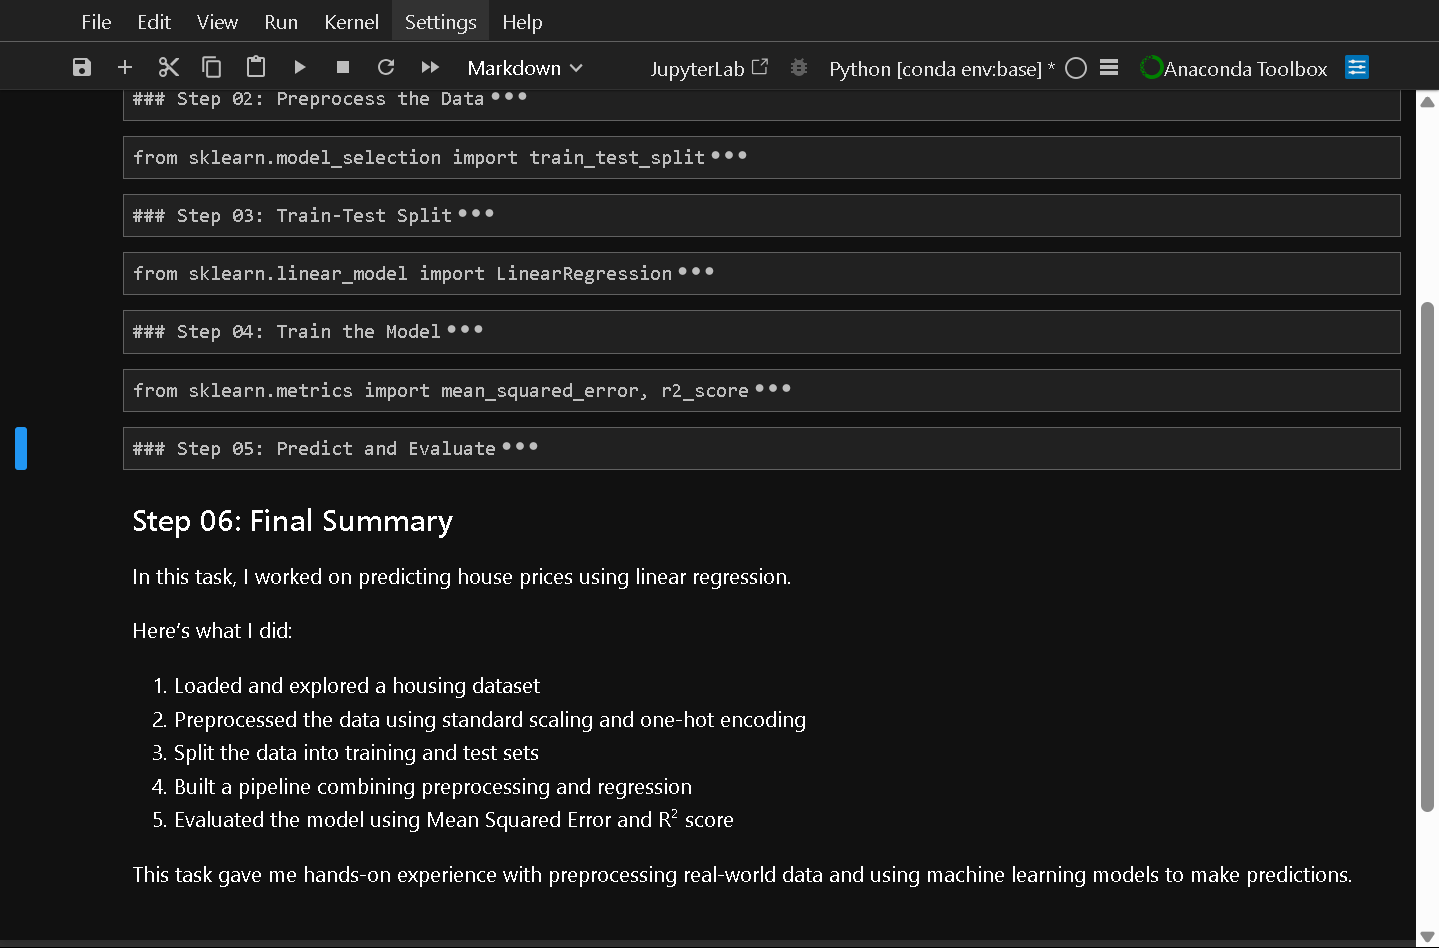 File Edit View Run Kernel Settings Help
Markdown JupyterLab Python [conda env:base] * Anaconda Toolbox
### Step 02: Preprocess the Data •••
from sklearn.model_selection import train_test_split •••
### Step 03: Train-Test Split •••
from sklearn.linear_model import LinearRegression •••
### Step 04: Train the Model •••
from sklearn.metrics import mean_squared_error, r2_score •••
### Step 05: Predict and Evaluate •••
Step 06: Final Summary
In this task, I worked on predicting house prices using linear regression.
Here’s what I did:
1. Loaded and explored a housing dataset
2. Preprocessed the data using standard scaling and one-hot encoding
3. Split the data into training and test sets
4. Built a pipeline combining preprocessing and regression
5. Evaluated the model using Mean Squared Error and R² score
This task gave me hands-on experience with preprocessing real-world data and using machine learning models to make predictions.